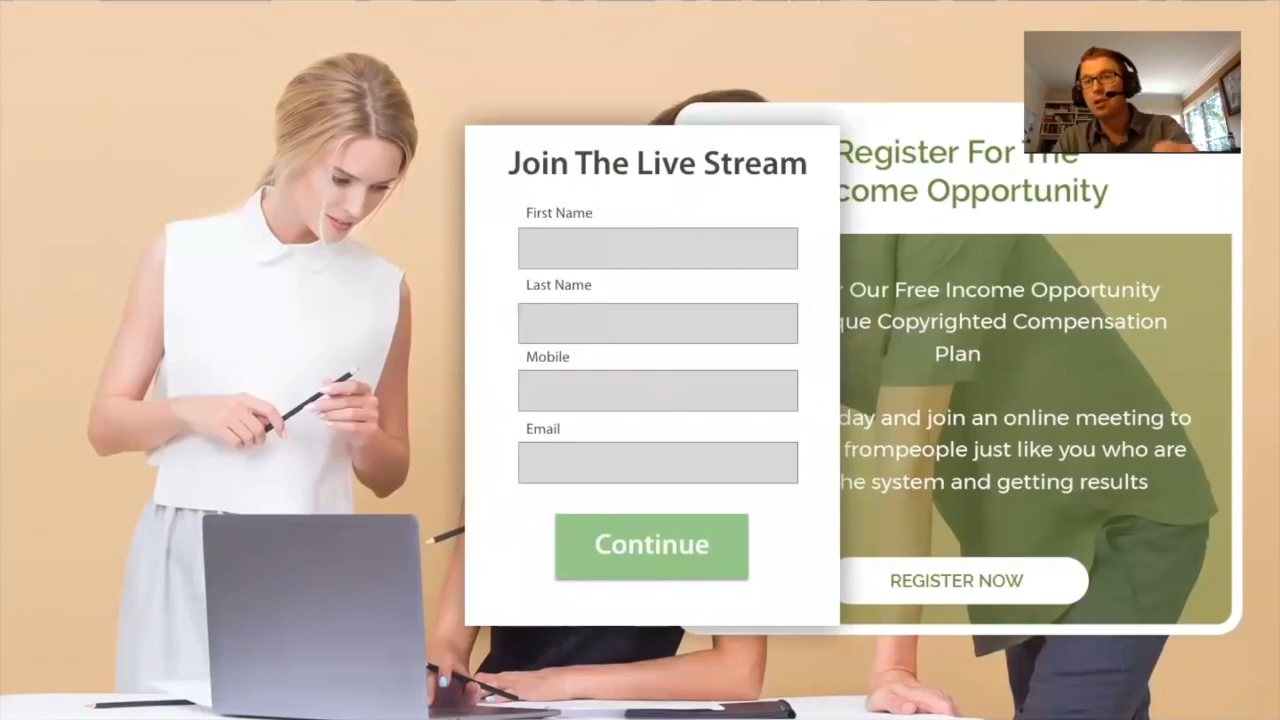 Join The Live Stream
First Name
Last Name
Mobile
Email
Continue
Register For The
come Opportunity
Our Free Income Opportunity
que Copyrighted Compensation
Plan
day and join an online meeting to
frompeople just like you who are
he system and getting results
REGISTER NOW